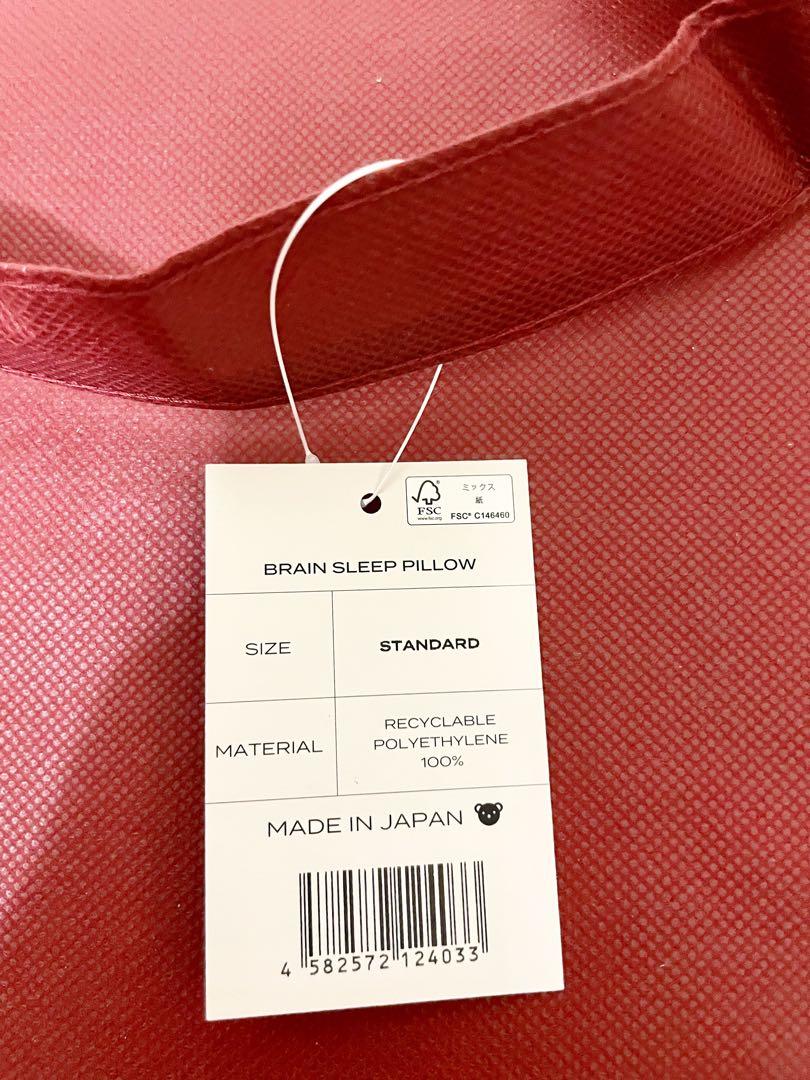 FSC
www.fsc.org
ミックス
紙
FSC® C146460
BRAIN SLEEP PILLOW
SIZE
STANDARD
MATERIAL
RECYCLABLE
POLYETHYLENE
100%
MADE IN JAPAN
4 582572 124033